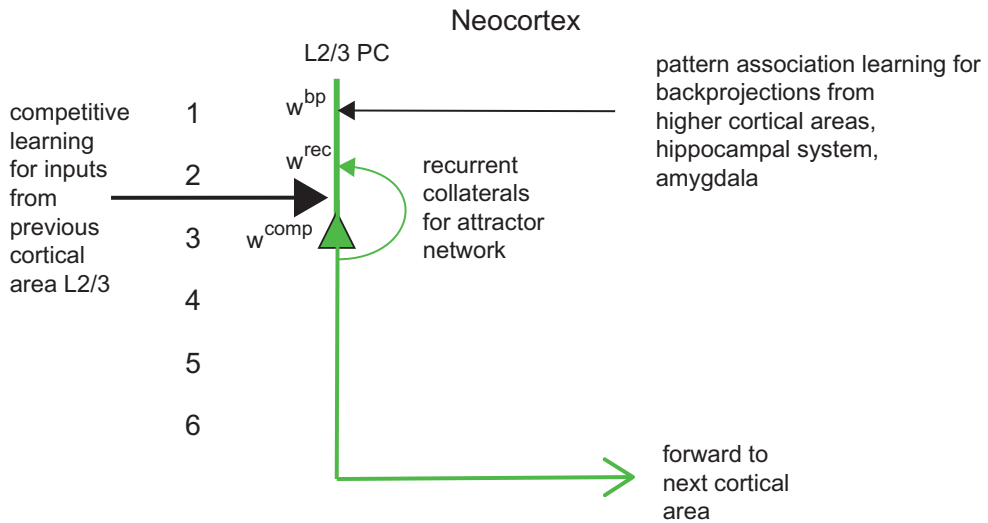 Neocortex
L2/3 PC
competitive
learning
for inputs
from
previous
cortical
area L2/3
1
2
3
4
5
6
w^bp
w^rec
w^comp
recurrent
collaterals
for attractor
network
pattern association learning for
backprojections from
higher cortical areas,
hippocampal system,
amygdala
forward to
next cortical
area